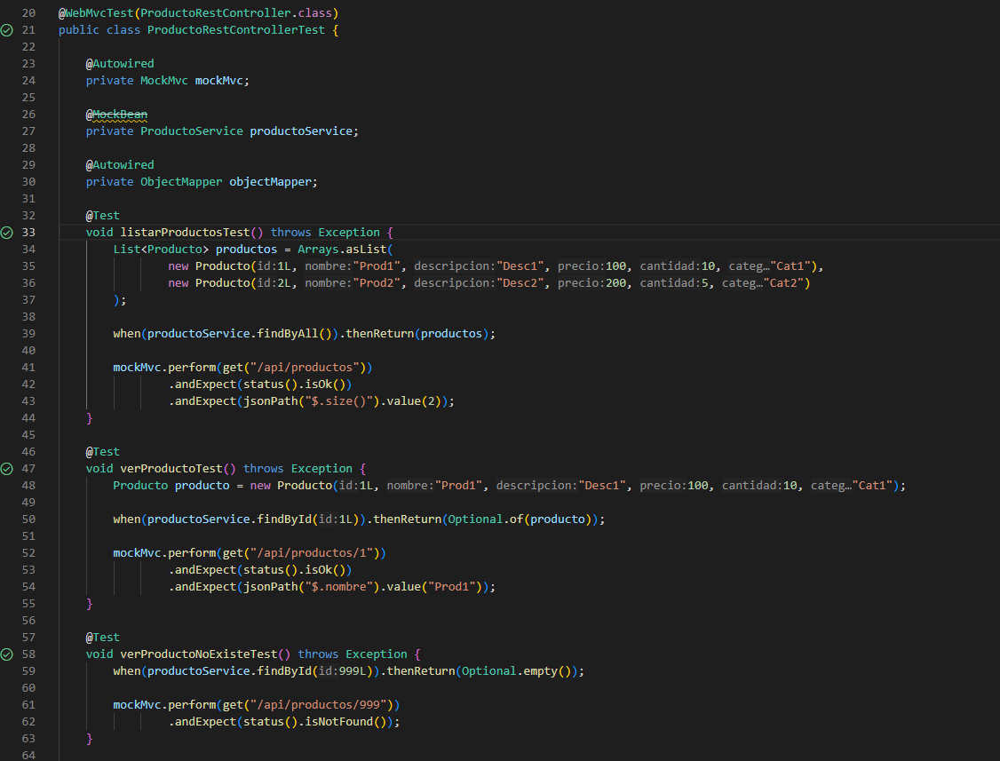 20 @WebMvcTest(ProductoRestController.class)
21 public class ProductoRestControllerTest {
22
23 @Autowired
24 private MockMvc mockMvc;
25
26 @MockBean
27 private ProductoService productoService;
28
29 @Autowired
30 private ObjectMapper objectMapper;
31
32 @Test
33 void listarProductosTest() throws Exception {
34 List<Producto> productos = Arrays.asList(
35 new Producto(id:1L, nombre:"Prod1", descripcion:"Desc1", precio:100, cantidad:10, categ…"Cat1"),
36 new Producto(id:2L, nombre:"Prod2", descripcion:"Desc2", precio:200, cantidad:5, categ…"Cat2")
37 );
38
39 when(productoService.findByAll()).thenReturn(productos);
40
41 mockMvc.perform(get("/api/productos"))
42 .andExpect(status().isOk())
43 .andExpect(jsonPath("$.size()").value(2));
44 }
45
46 @Test
47 void verProductoTest() throws Exception {
48 Producto producto = new Producto(id:1L, nombre:"Prod1", descripcion:"Desc1", precio:100, cantidad:10, categ…"Cat1");
49
50 when(productoService.findById(id:1L)).thenReturn(Optional.of(producto));
51
52 mockMvc.perform(get("/api/productos/1"))
53 .andExpect(status().isOk())
54 .andExpect(jsonPath("$.nombre").value("Prod1"));
55 }
56
57 @Test
58 void verProductoNoExisteTest() throws Exception {
59 when(productoService.findById(id:999L)).thenReturn(Optional.empty());
60
61 mockMvc.perform(get("/api/productos/999"))
62 .andExpect(status().isNotFound());
63 }
64